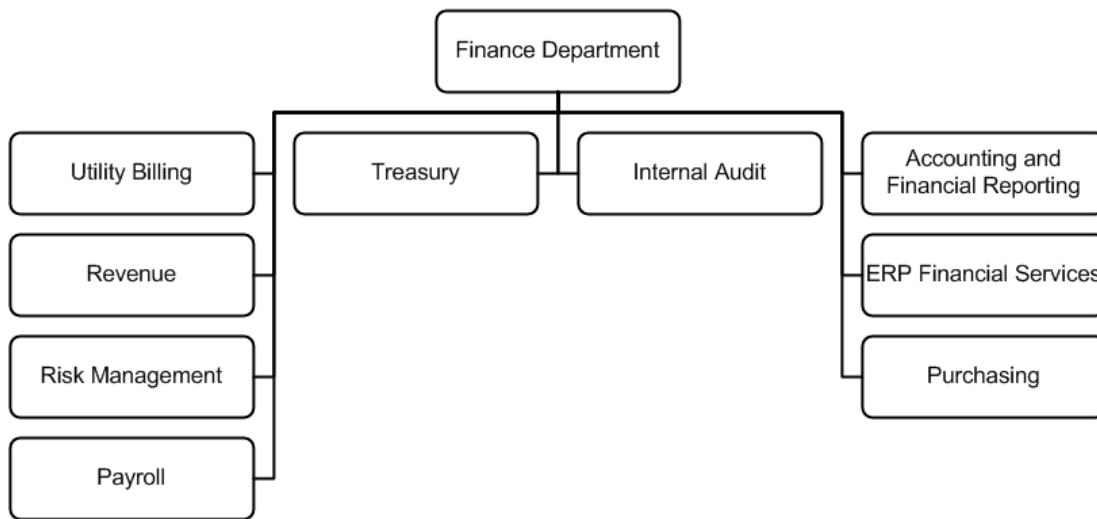 Finance Department
Utility Billing
Treasury
Internal Audit
Accounting and
Financial Reporting
Revenue
ERP Financial Services
Risk Management
Purchasing
Payroll